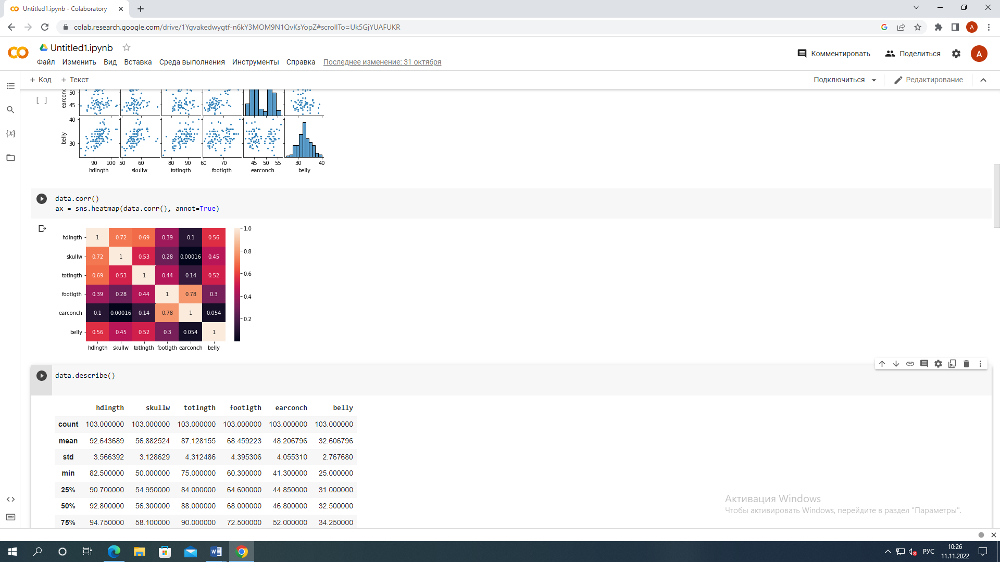 Untitled1.ipynb - Colaboratory
colab.research.google.com/drive/1Ygvakedwygtf-n6kY3MOM9N1QvKsYopZ#scrollTo=Uk5GjYUAFUKR
A
Untitled1.ipynb
Комментировать Поделиться A
Файл Изменить Вид Вставка Среда выполнения Инструменты Справка Последнее изменение: 31 октября
+ Код + Текст Подключиться Редактирование
[ ]
50
45
40
30
belly
90 100 50 60 80 90 60 70 45 50 55 30 40
hdlngth skullw totlngth footlgth earconch belly
{x}
data.corr()
ax = sns.heatmap(data.corr(), annot=True)
hdlngth 1 0.72 0.69 0.39 0.1 0.56
skullw 0.72 1 0.53 0.28 0.00016 0.45
totlngth 0.69 0.53 1 0.44 0.14 0.52
footlgth 0.39 0.28 0.44 1 0.78 0.3
earconch 0.1 0.00016 0.14 0.78 1 0.054
belly 0.56 0.45 0.52 0.3 0.054 1
hdlngth skullw totlngth footlgth earconch belly
1.0
0.8
0.6
0.4
0.2
data.describe()
hdlngth skullw totlngth footlgth earconch belly
count 103.000000 103.000000 103.000000 103.000000 103.000000 103.000000
mean 92.643689 56.882524 87.128155 68.459223 48.206796 32.606796
std 3.566392 3.128629 4.312486 4.395306 4.055310 2.767680
min 82.500000 50.000000 75.000000 60.300000 41.300000 25.000000
25% 90.700000 54.950000 84.000000 64.600000 44.850000 31.000000
50% 92.800000 56.300000 88.000000 68.000000 46.800000 32.500000
75% 94.750000 58.100000 90.000000 72.500000 52.000000 34.250000
Активация Windows
Чтобы активировать Windows, перейдите в раздел "Параметры".
РУС
10:26
11.11.2022